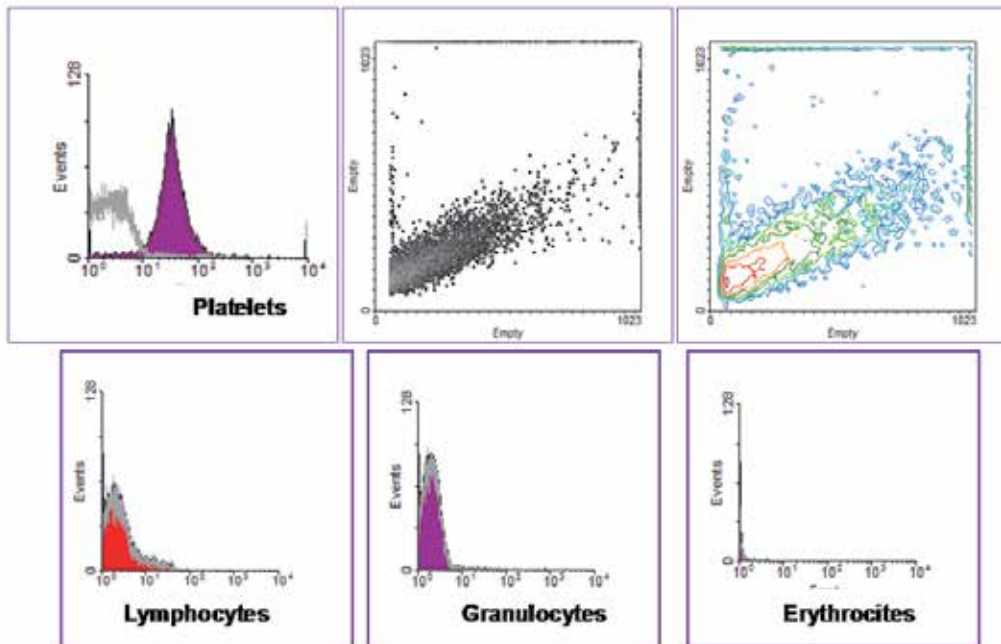 128
Events
0
10⁰ 10¹ 10² 10³ 10⁴
Platelets
1023
Empty
0
0 1023
Empty
1023
Empty
0
0 1023
Empty
128
Events
0
10⁰ 10¹ 10² 10³ 10⁴
Lymphocytes
128
Events
0
10⁰ 10¹ 10² 10³ 10⁴
Granulocytes
128
Events
0
10⁰ 10¹ 10² 10³ 10⁴
Erythrocites